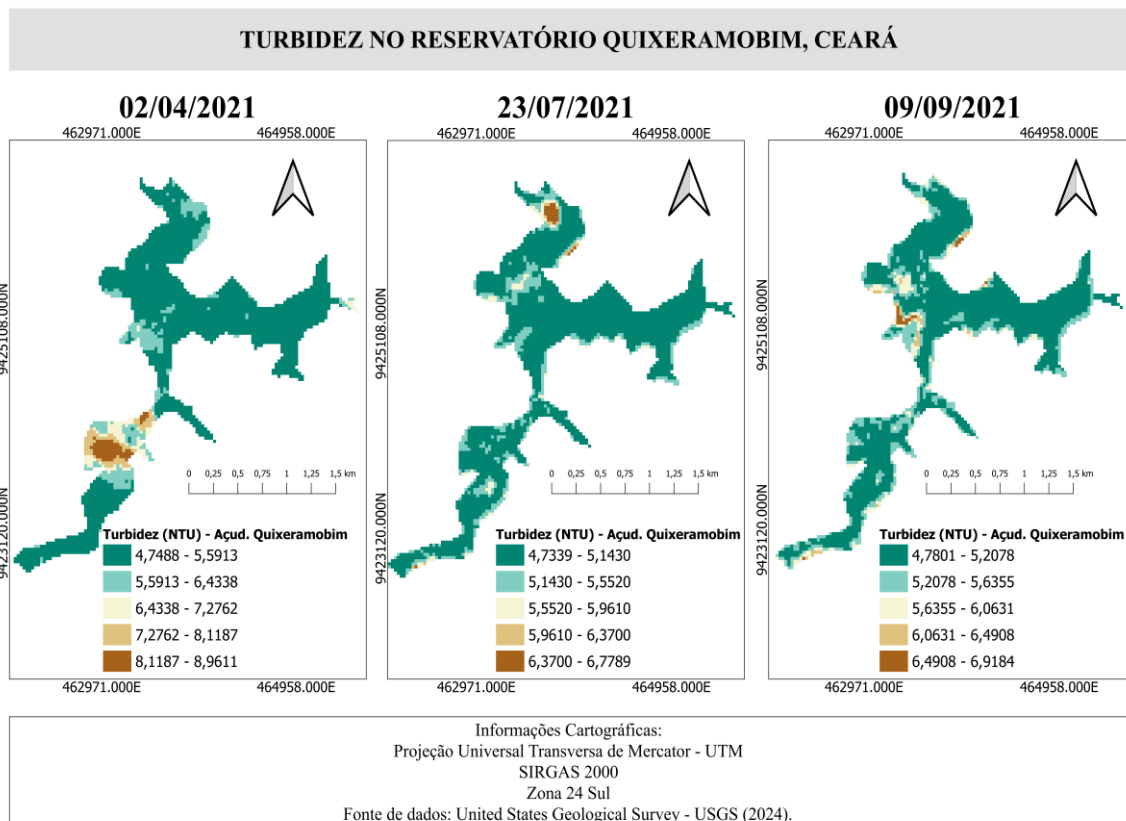 TURBIDEZ NO RESERVATÓRIO QUIXERAMOBIM, CEARÁ
02/04/2021
462971.000E 464958.000E
9425108.000N
9423120.000N
0 0,25 0,5 0,75 1 1,25 1,5 km
Turbidez (NTU) - Açud. Quixeramobim
4,7488 - 5,5913
5,5913 - 6,4338
6,4338 - 7,2762
7,2762 - 8,1187
8,1187 - 8,9611
462971.000E 464958.000E
23/07/2021
462971.000E 464958.000E
9425108.000N
9423120.000N
0 0,25 0,5 0,75 1 1,25 1,5 km
Turbidez (NTU) - Açud. Quixeramobim
4,7339 - 5,1430
5,1430 - 5,5520
5,5520 - 5,9610
5,9610 - 6,3700
6,3700 - 6,7789
462971.000E 464958.000E
09/09/2021
462971.000E 464958.000E
9425108.000N
9423120.000N
0 0,25 0,5 0,75 1 1,25 1,5 km
Turbidez (NTU) - Açud. Quixeramobim
4,7801 - 5,2078
5,2078 - 5,6355
5,6355 - 6,0631
6,0631 - 6,4908
6,4908 - 6,9184
462971.000E 464958.000E
Informações Cartográficas:
Projeção Universal Transversa de Mercator - UTM
SIRGAS 2000
Zona 24 Sul
Fonte de dados: United States Geological Survey - USGS (2024).